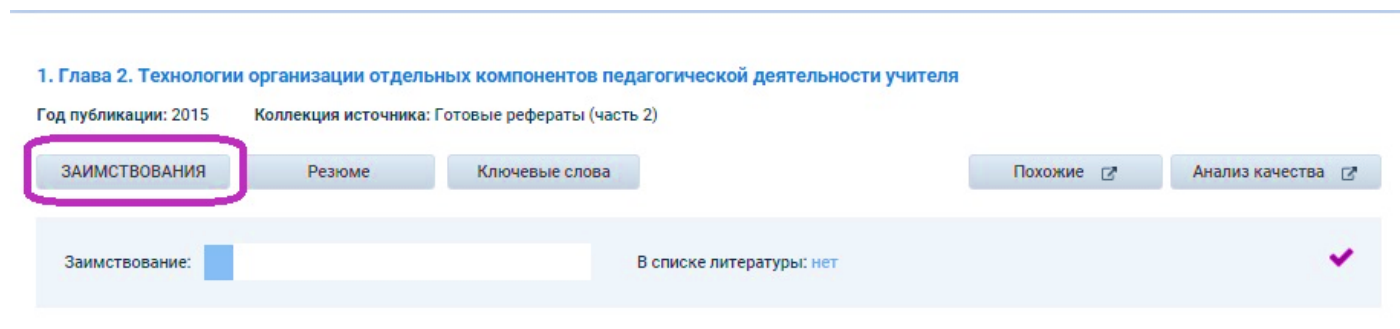 1. Глава 2. Технологии организации отдельных компонентов педагогической деятельности учителя
Год публикации: 2015 Коллекция источника: Готовые рефераты (часть 2)
ЗАИМСТВОВАНИЯ Резюме Ключевые слова Похожие Анализ качества
Заимствование: В списке литературы: нет